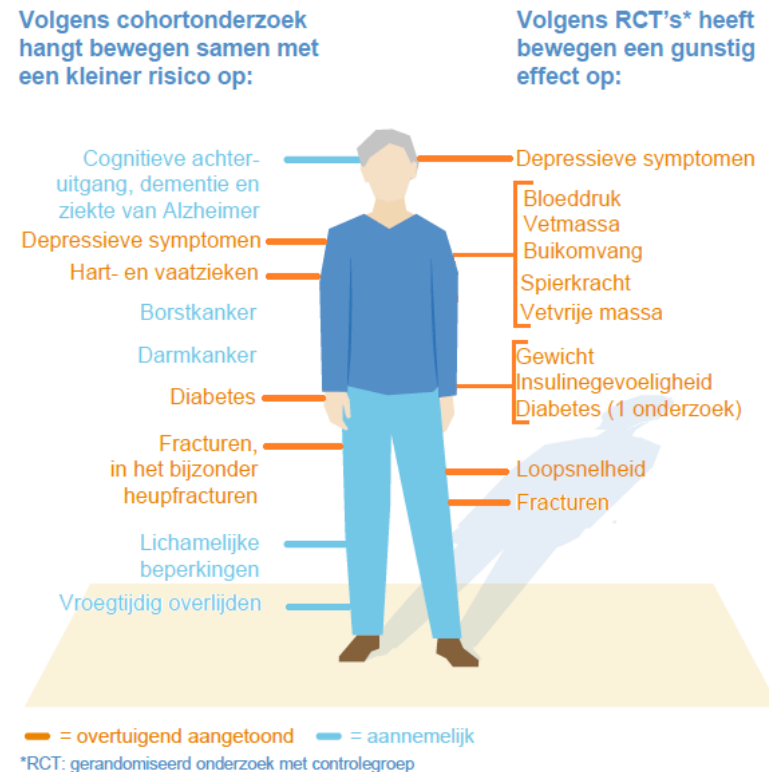 Volgens cohortonderzoek
hangt bewegen samen met
een kleiner risico op:
Cognitieve achter-
uitgang, dementie en
ziekte van Alzheimer
Depressieve symptomen
Hart- en vaatzieken
Borstkanker
Darmkanker
Diabetes
Fracturen,
in het bijzonder
heupfracturen
Lichamelijke
beperkingen
Vroegtijdig overlijden
Volgens RCT's* heeft
bewegen een gunstig
effect op:
Depressieve symptomen
Bloeddruk
Vetmassa
Buikomvang
Spierkracht
Vetvrije massa
Gewicht
Insulinegevoeligheid
Diabetes (1 onderzoek)
Loopsnelheid
Fracturen
= overtuigend aangetoond = aannemelijk
*RCT: gerandomiseerd onderzoek met controlegroep